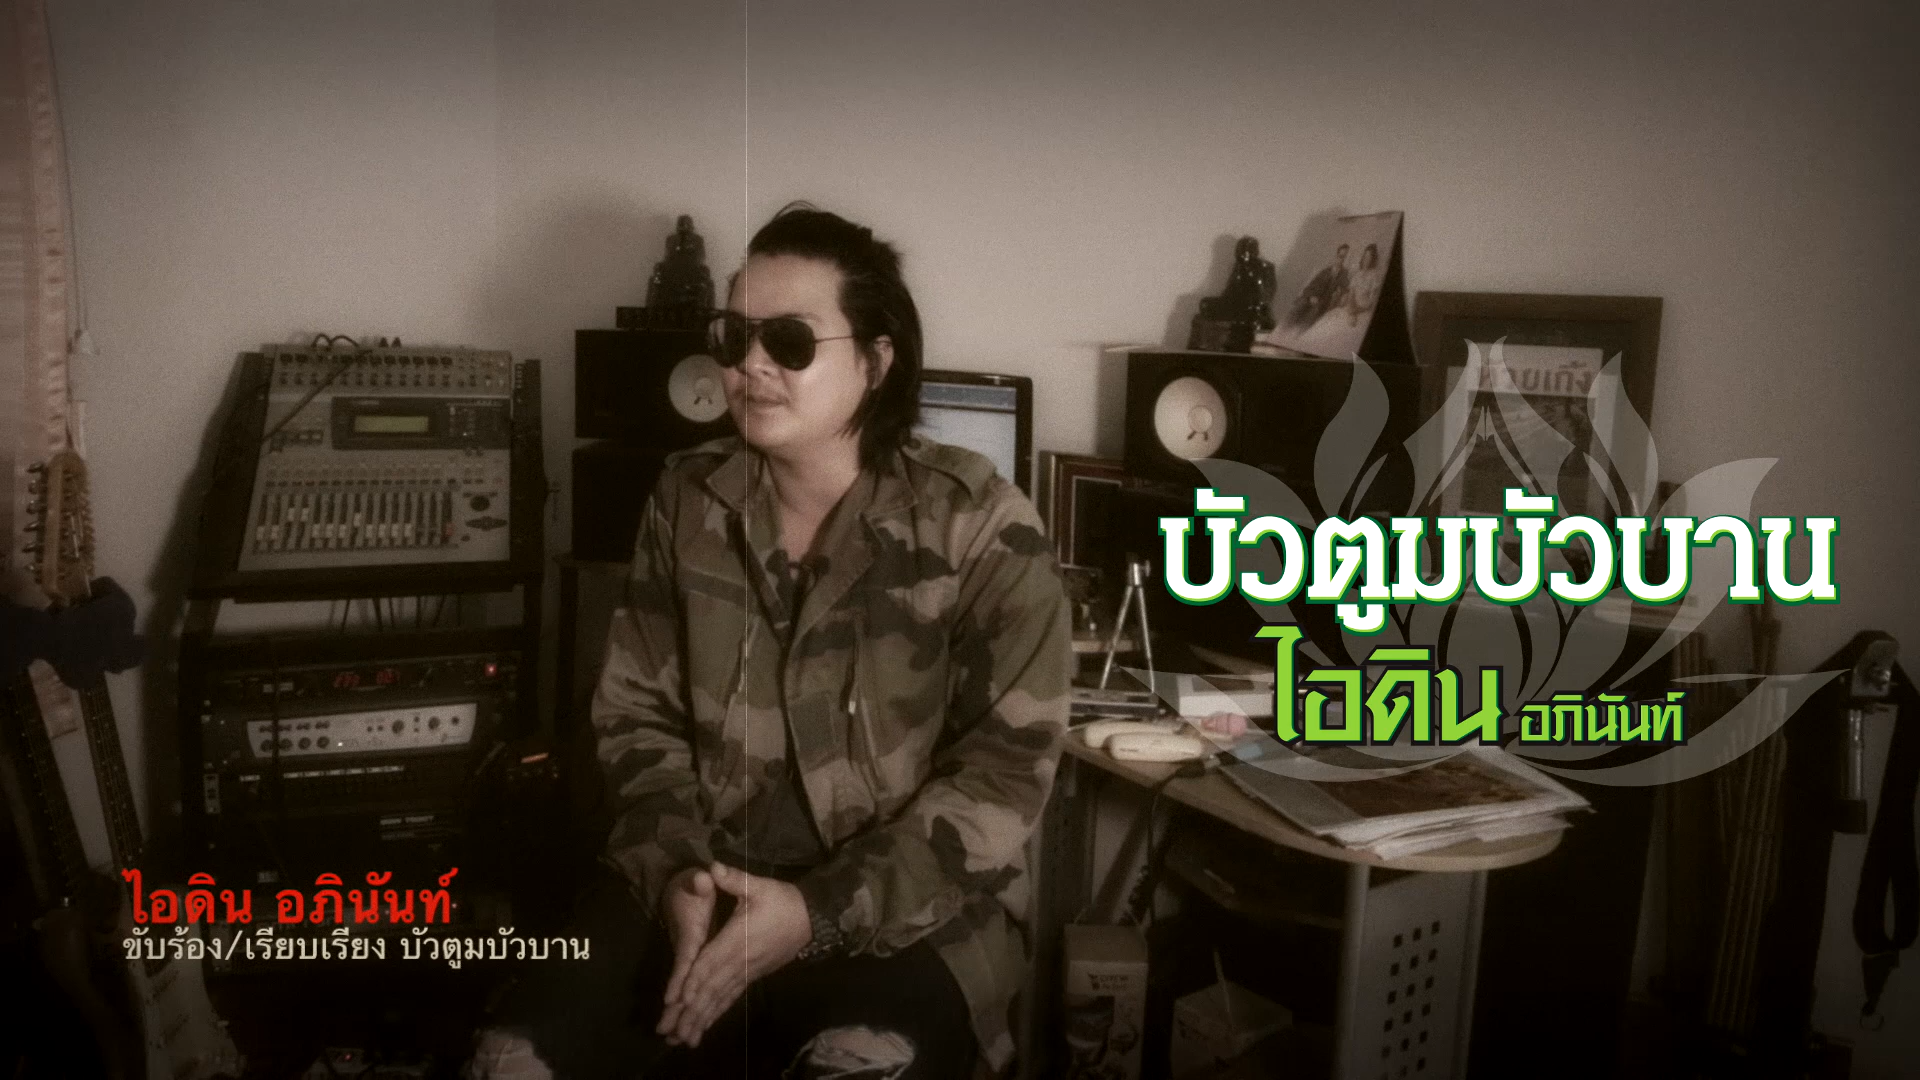 บัวตูมบัวบาน
ไอดิน อภินันท์
ไอดิน อภินันท์
ขับร้อง/เรียบเรียง บัวตูมบัวบาน